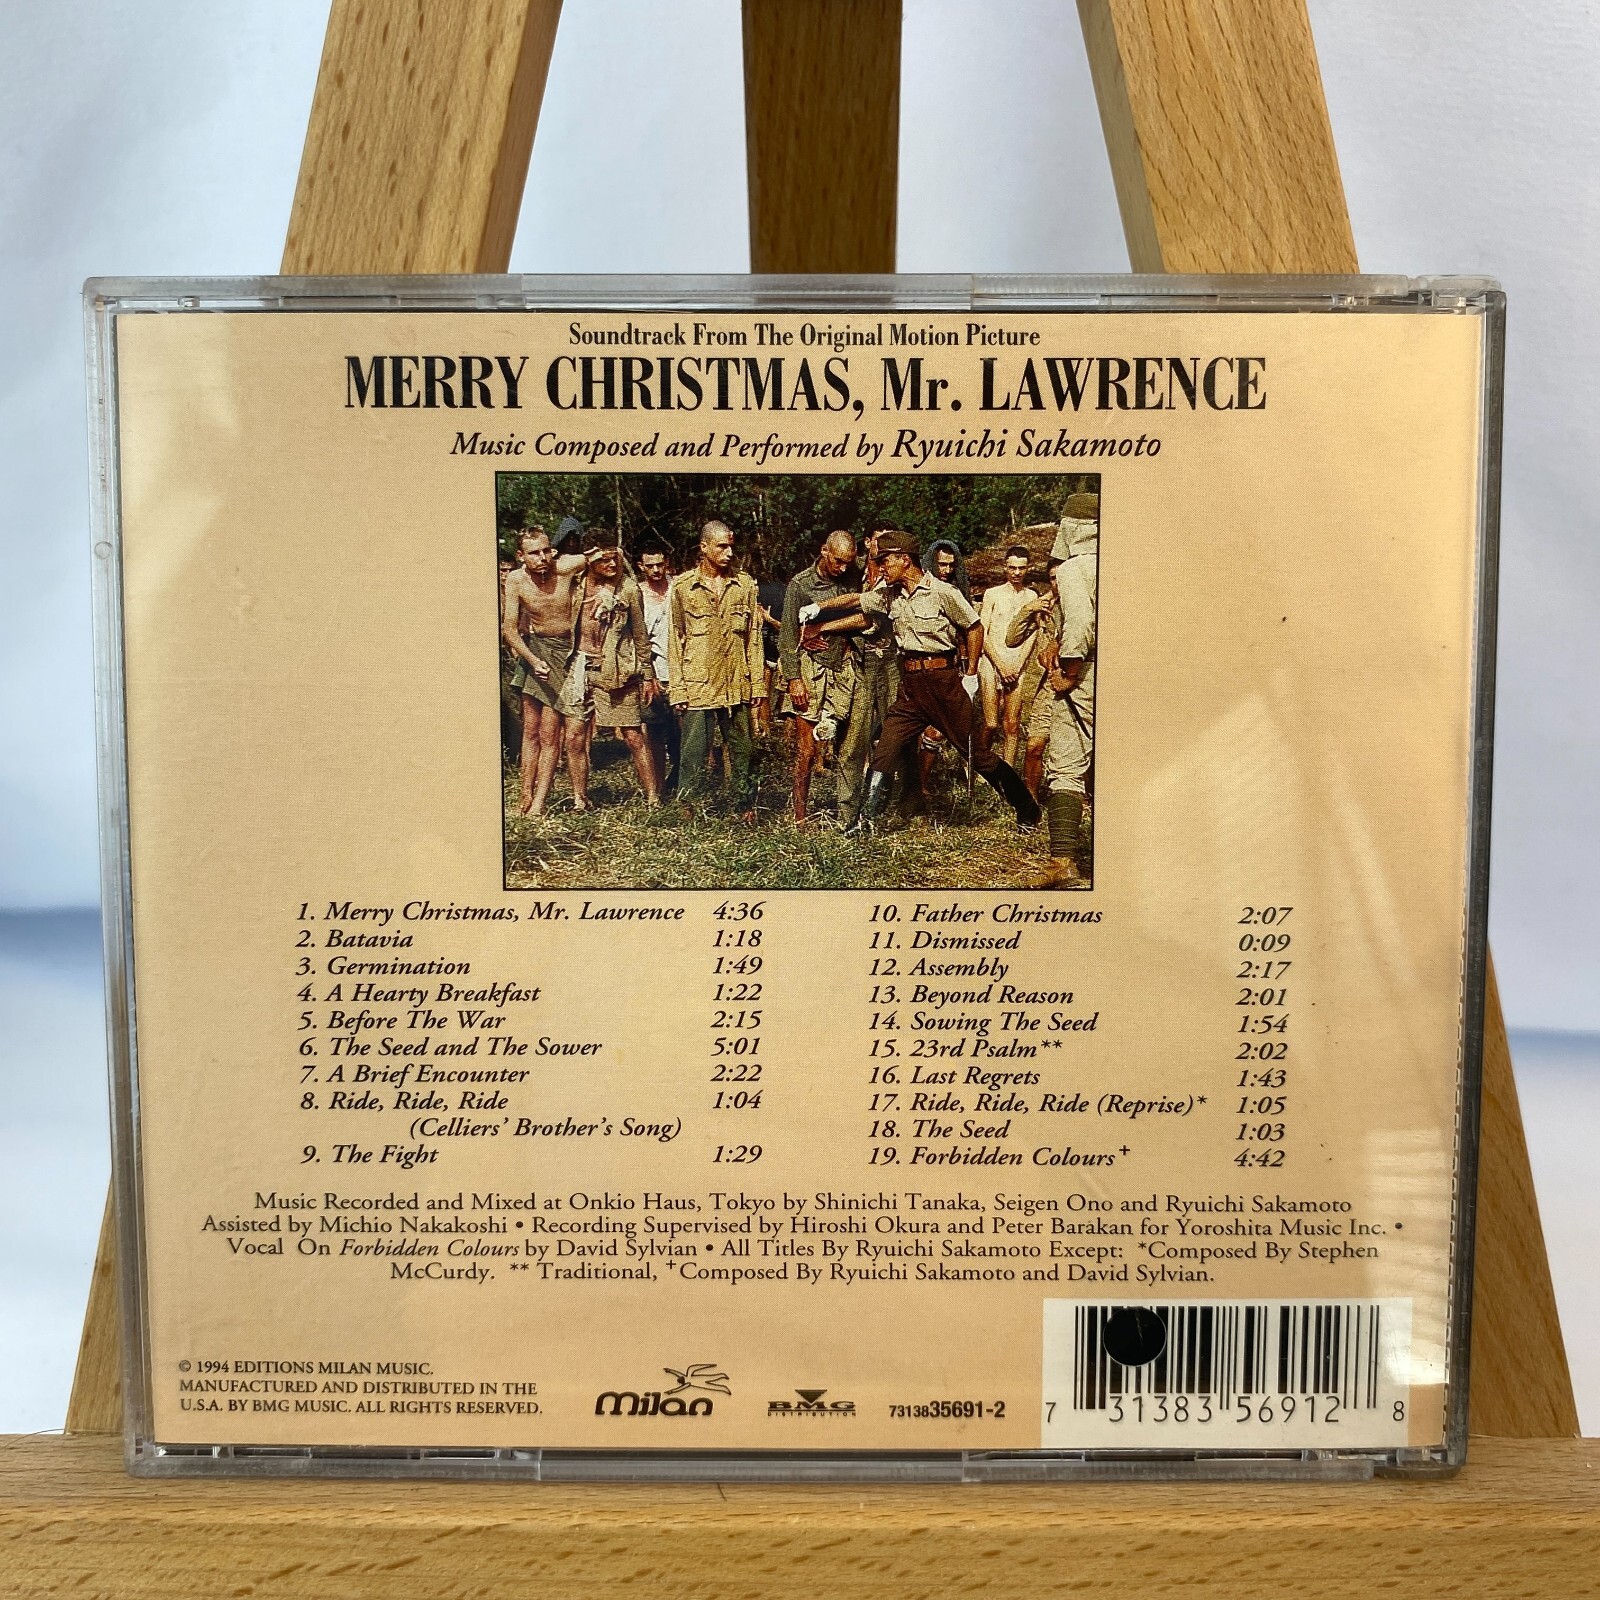 Soundtrack From The Original Motion Picture
MERRY CHRISTMAS, Mr. LAWRENCE
Music Composed and Performed by Ryuichi Sakamoto
1. Merry Christmas, Mr. Lawrence 4:36
2. Batavia 1:18
3. Germination 1:49
4. A Hearty Breakfast 1:22
5. Before The War 2:15
6. The Seed and The Sower 5:01
7. A Brief Encounter 2:22
8. Ride, Ride, Ride 1:04
(Celliers' Brother's Song)
9. The Fight 1:29
10. Father Christmas 2:07
11. Dismissed 0:09
12. Assembly 2:17
13. Beyond Reason 2:01
14. Sowing The Seed 1:54
15. 23rd Psalm** 2:02
16. Last Regrets 1:43
17. Ride, Ride, Ride (Reprise)* 1:05
18. The Seed 1:03
19. Forbidden Colours+ 4:42
Music Recorded and Mixed at Onkio Haus, Tokyo by Shinichi Tanaka, Seigen Ono and Ryuichi Sakamoto
Assisted by Michio Nakakoshi • Recording Supervised by Hiroshi Okura and Peter Barakan for Yoroshita Music Inc. •
Vocal On Forbidden Colours by David Sylvian • All Titles By Ryuichi Sakamoto Except: *Composed By Stephen
McCurdy. ** Traditional, +Composed By Ryuichi Sakamoto and David Sylvian.
© 1994 EDITIONS MILAN MUSIC.
MANUFACTURED AND DISTRIBUTED IN THE
U.S.A. BY BMG MUSIC. ALL RIGHTS RESERVED.
milan
BMG
DISTRIBUTION
7313835691-2
7 31383 56912 8